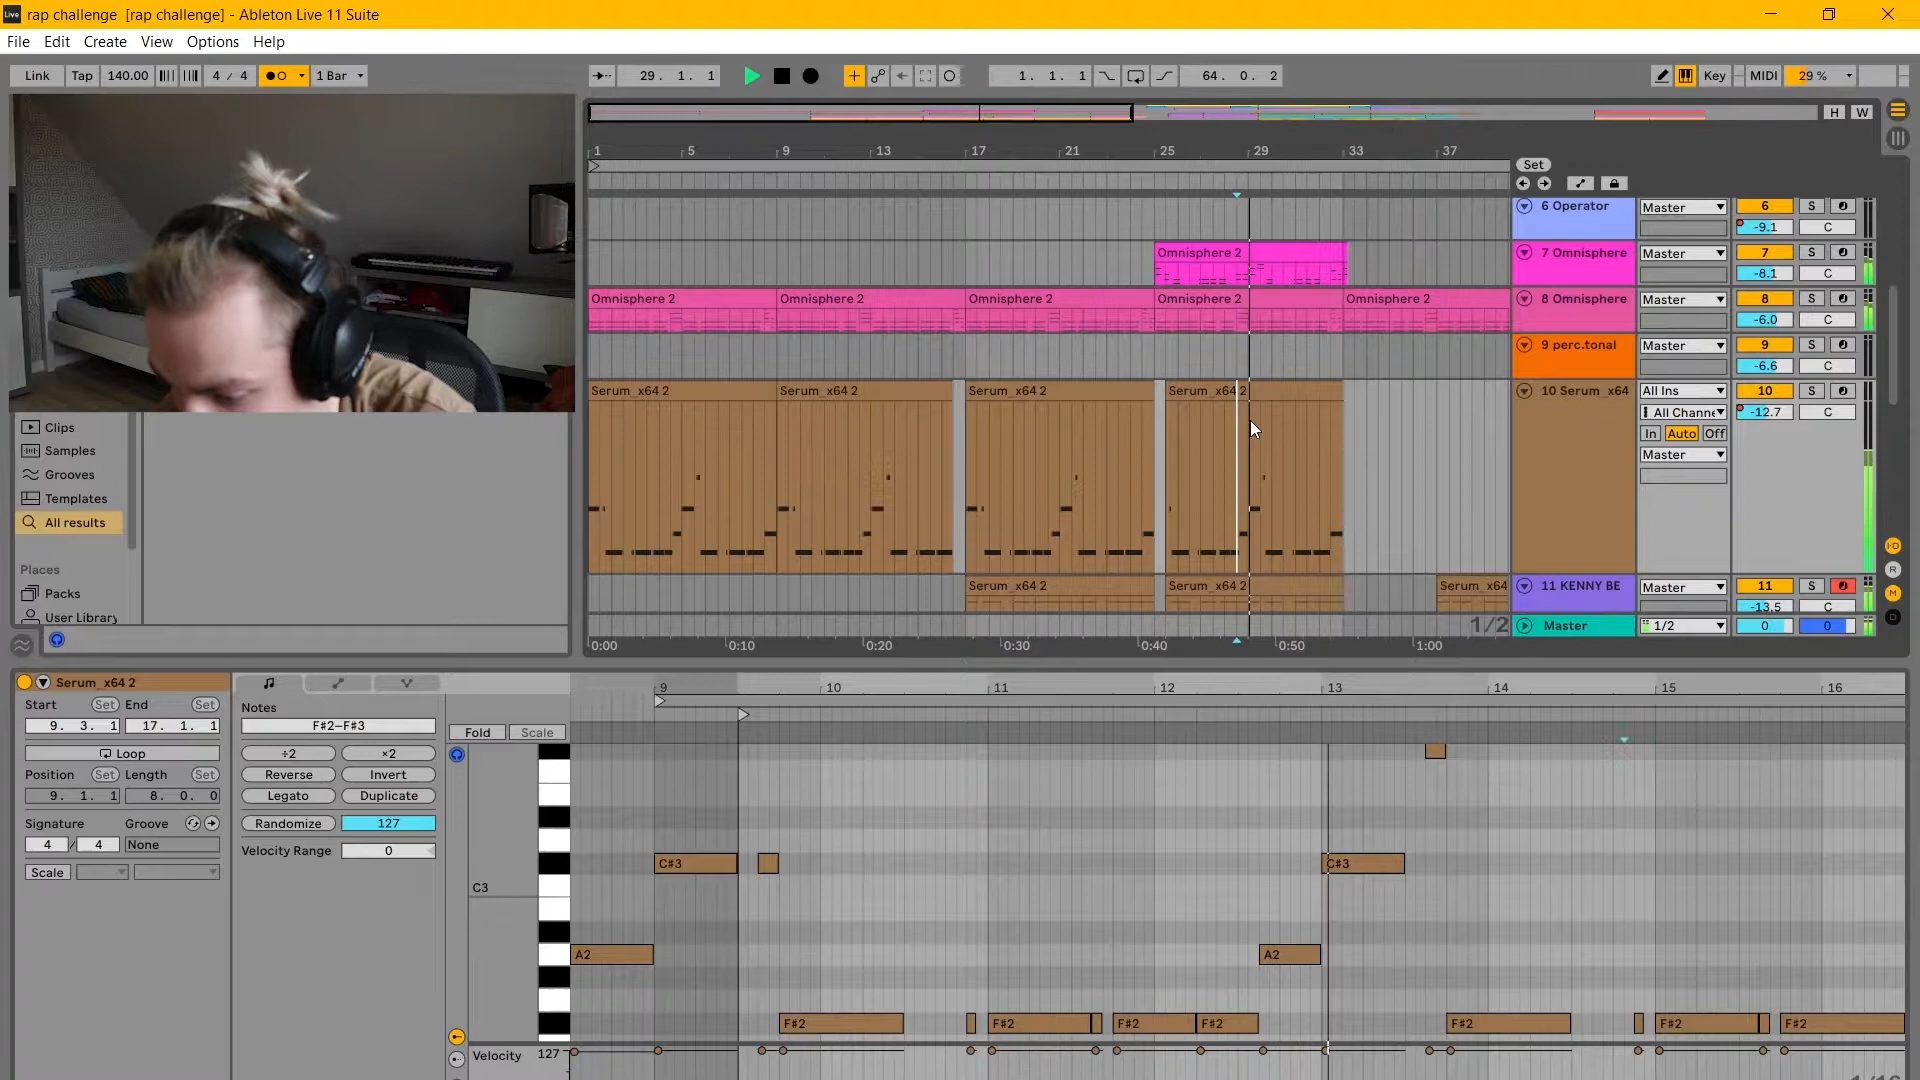 rap challenge  [rap challenge] - Ableton Live 11 Suite
File Edit Create View Options Help
Link Tap 140.00 4 / 4 1 Bar 29. 1. 1 1. 1. 1 64. 0. 2 Key MIDI 29 %
H W
1 5 9 13 17 21 25 29 33 37
Set
6 Operator Master 6 S
-9.1 C
Omnisphere 2 7 Omnisphere Master 7 S
-8.1 C
Omnisphere 2 Omnisphere 2 Omnisphere 2 Omnisphere 2 Omnisphere 2 8 Omnisphere Master 8 S
-6.0 C
9 perc.tonal Master 9 S
-6.6 C
Serum_x64 2 Serum_x64 2 Serum_x64 2 Serum_x64 2 10 Serum_x64 All Ins 10 S
All Channe -12.7 C
In Auto Off
Master
Clips
Samples
Grooves
Templates
All results
Places
Packs
User Library
Serum_x64 2 Serum_x64 2 Serum_x64 11 KENNY BE Master 11 S
-13.5 C
1/2 Master 1/2 0 0
0:00 0:10 0:20 0:30 0:40 0:50 1:00
Serum_x64 2
Start Set End Set
9. 3. 1 17. 1. 1
Loop
Position Set Length Set
9. 1. 1 8. 0. 0
Signature Groove
4 / 4 None
Scale
Notes
F#2–F#3
÷2 ×2
Reverse Invert
Legato Duplicate
Randomize 127
Velocity Range 0
9 10 11 12 13 14 15 16
Fold Scale
C#3 C#3
C3
A2 A2
F#2 F#2 F#2 F#2 F#2 F#2 F#2
Velocity 127
1/16